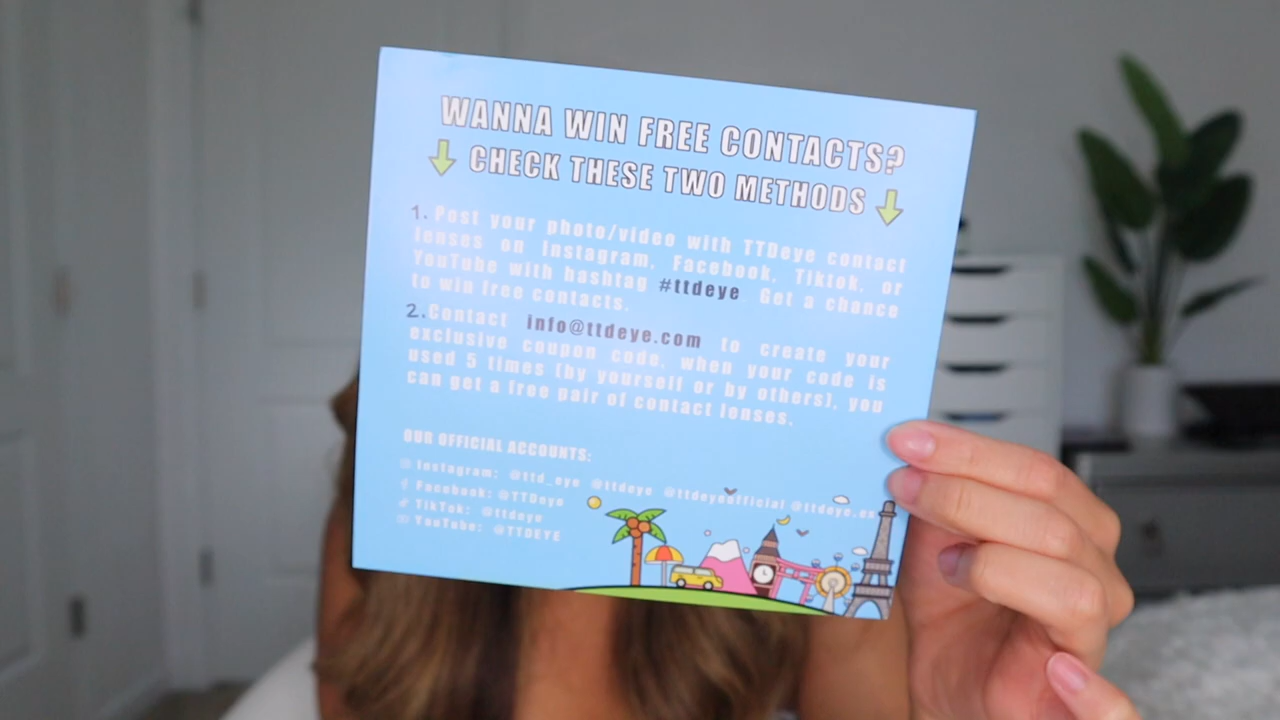 WANNA WIN FREE CONTACTS?
CHECK THESE TWO METHODS
1. Post your photo/video with TTDeye contact
lenses on Instagram, Facebook, Tiktok, or
YouTube with hashtag #ttdeye Get a chance
to win free contacts.
2.Contact info@ttdeye.com to create your
exclusive coupon code, when your code is
used 5 times (by yourself or by others), you
can get a free pair of contact lenses.
OUR OFFICIAL ACCOUNTS:
Instagram: @ttd_eye @ttdeye @ttdeyeofficial @ttdeye.es
Facebook: @TTDeye
TikTok: @ttdeye
YouTube: @TTDEYE